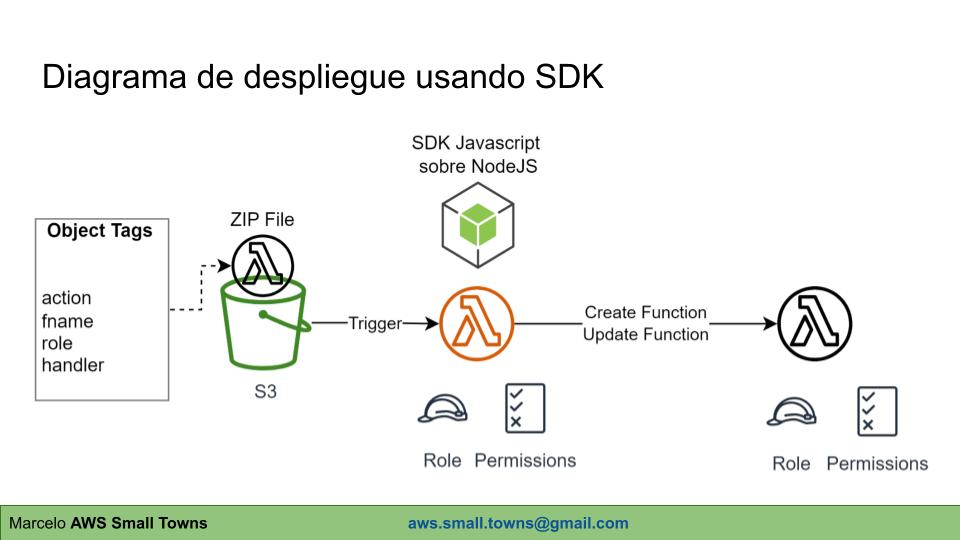 Diagrama de despliegue usando SDK
SDK Javascript
sobre NodeJS
Object Tags
action
fname
role
handler
ZIP File
S3
Trigger
Create Function
Update Function
Role Permissions
Role Permissions
Marcelo AWS Small Towns
aws.small.towns@gmail.com